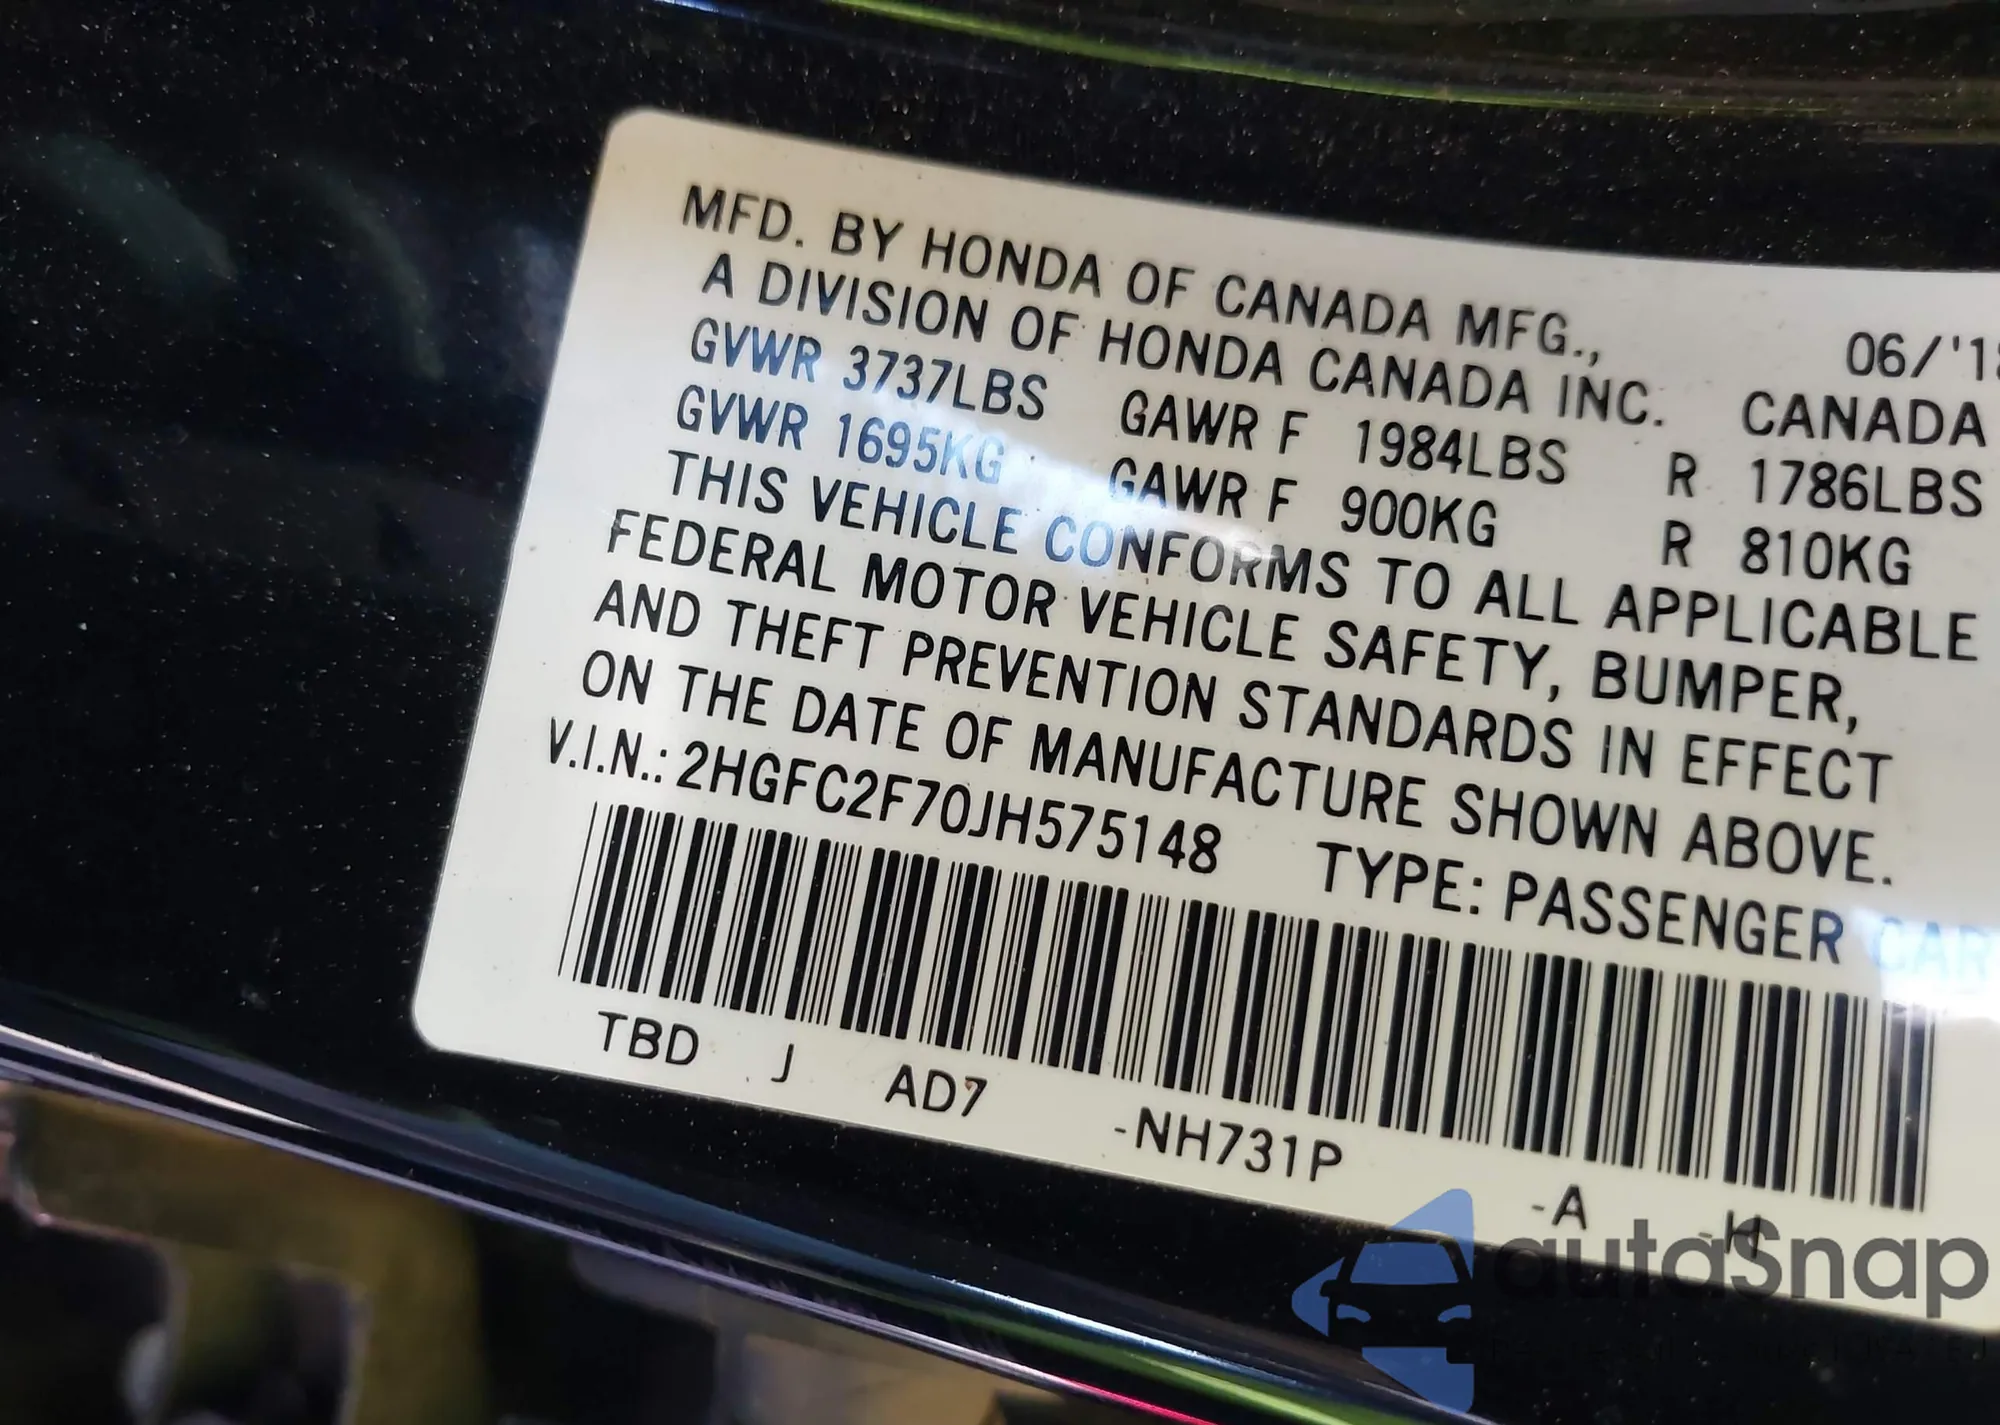 MFD. BY HONDA OF CANADA MFG.,
A DIVISION OF HONDA CANADA INC. 06/'18
GVWR 3737LBS GAWR F 1984LBS CANADA
GVWR 1695KG GAWR F 900KG R 1786LBS
THIS VEHICLE CONFORMS TO ALL APPLICABLE R 810KG
FEDERAL MOTOR VEHICLE SAFETY, BUMPER,
AND THEFT PREVENTION STANDARDS IN EFFECT
ON THE DATE OF MANUFACTURE SHOWN ABOVE.
V.I.N.: 2HGFC2F70JH575148 TYPE: PASSENGER CAR
TBD J AD7 -NH731P -A -H
autoSnap